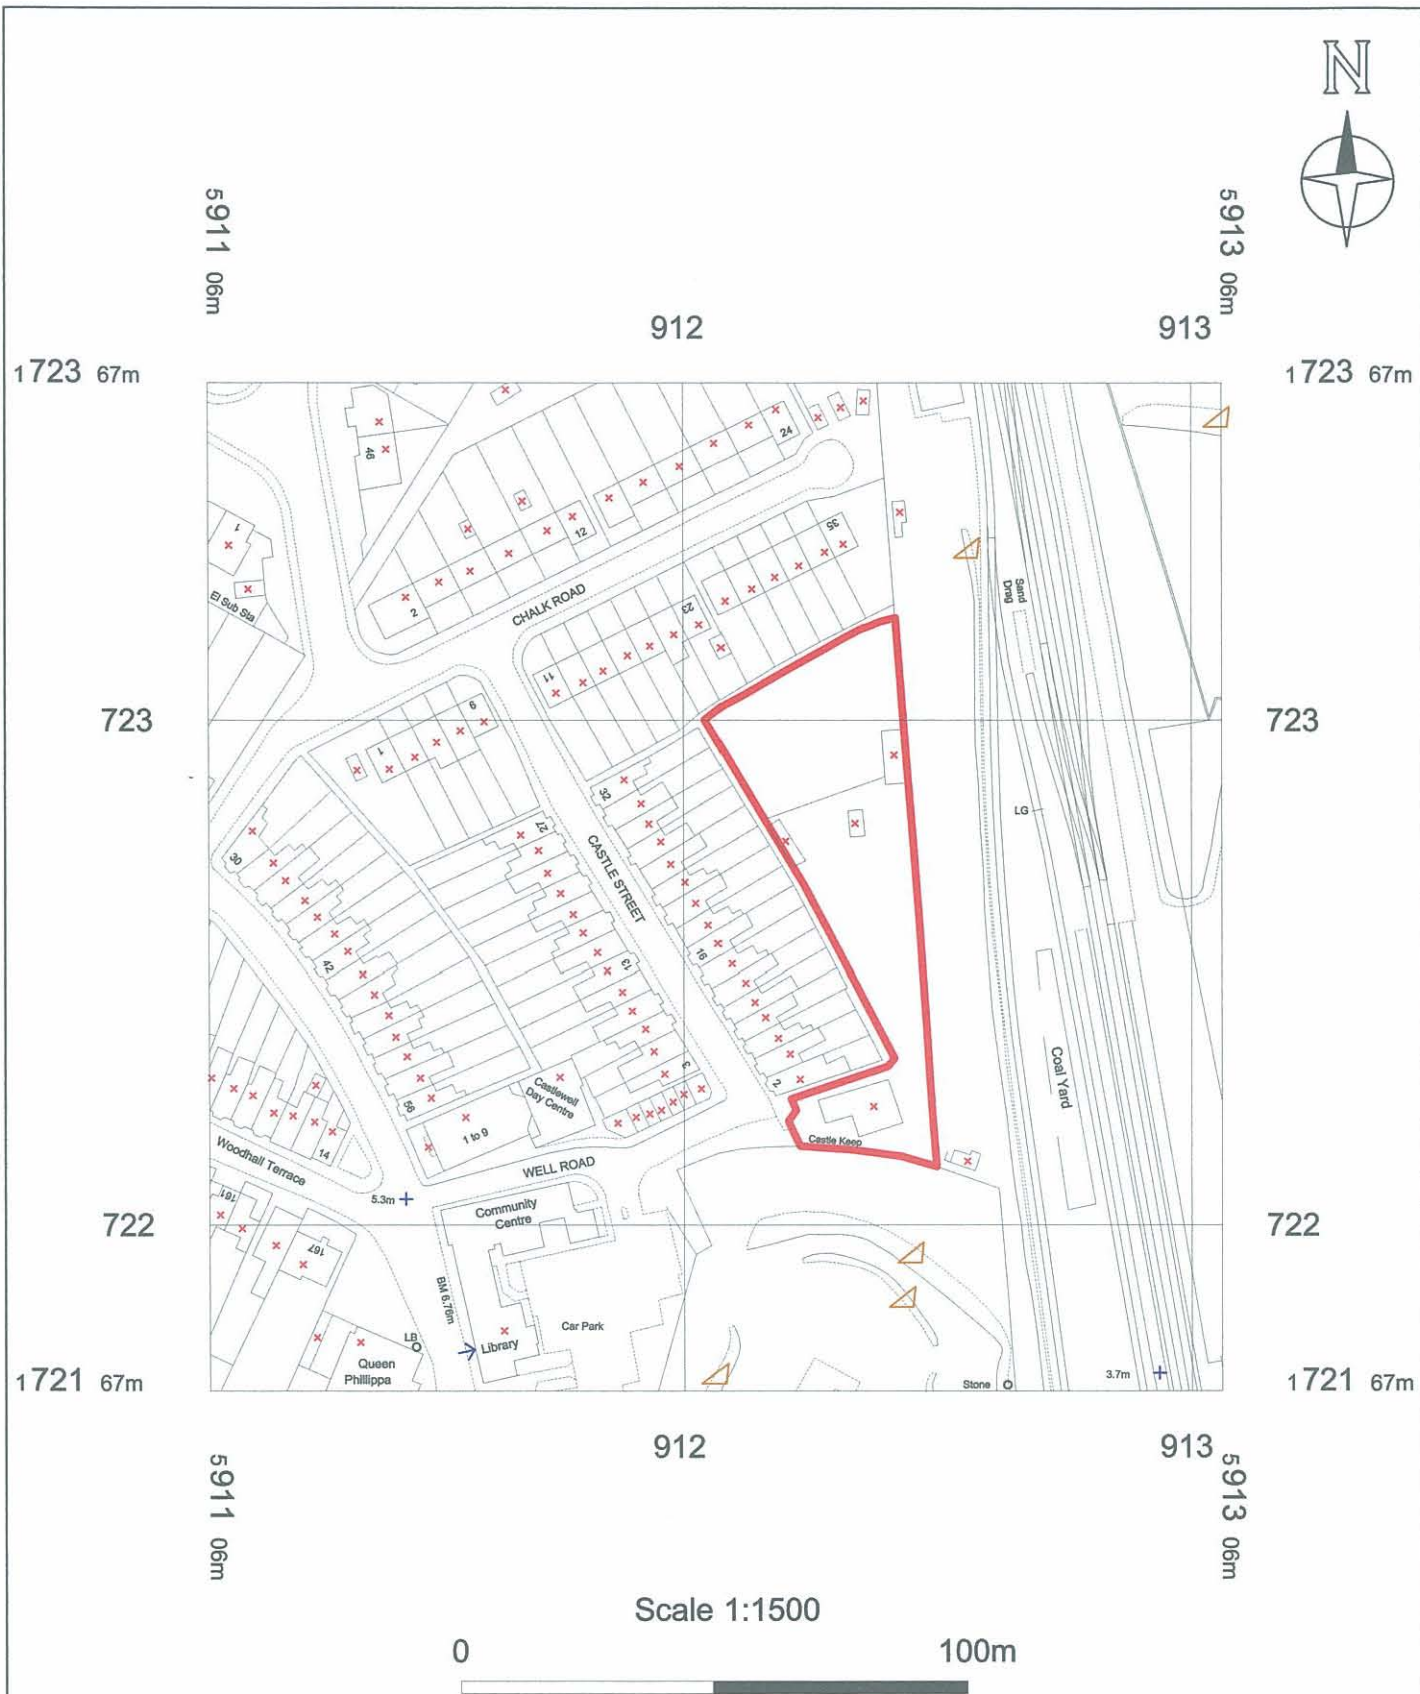 N
5911 06m
5913 06m
912
913
1723 67m
1723 67m
46
24
1
12
35
El Sub Sta
2
CHALK ROAD
Sand
Drag
23
11
9
723
723
1
32
27
LG
30
CASTLE STREET
16
13
42
Coal Yard
3
2
56
Castlewell
Day Centre
1 to 9
Castle Keep
14
Woodhall Terrace
WELL ROAD
161
5.3m
Community
Centre
722
722
167
BM 6.76m
Car Park
LB
Library
Queen
Phillippa
3.7m
Stone
1721 67m
1721 67m
912
913
5911 06m
5913 06m
Scale 1:1500
0
100m